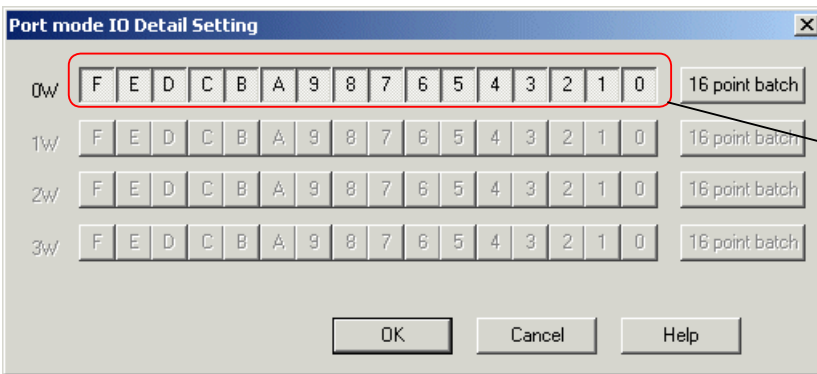 Port mode IO Detail Setting
0W F E D C B A 9 8 7 6 5 4 3 2 1 0 16 point batch
1W F E D C B A 9 8 7 6 5 4 3 2 1 0 16 point batch
2W F E D C B A 9 8 7 6 5 4 3 2 1 0 16 point batch
3W F E D C B A 9 8 7 6 5 4 3 2 1 0 16 point batch
OK Cancel Help